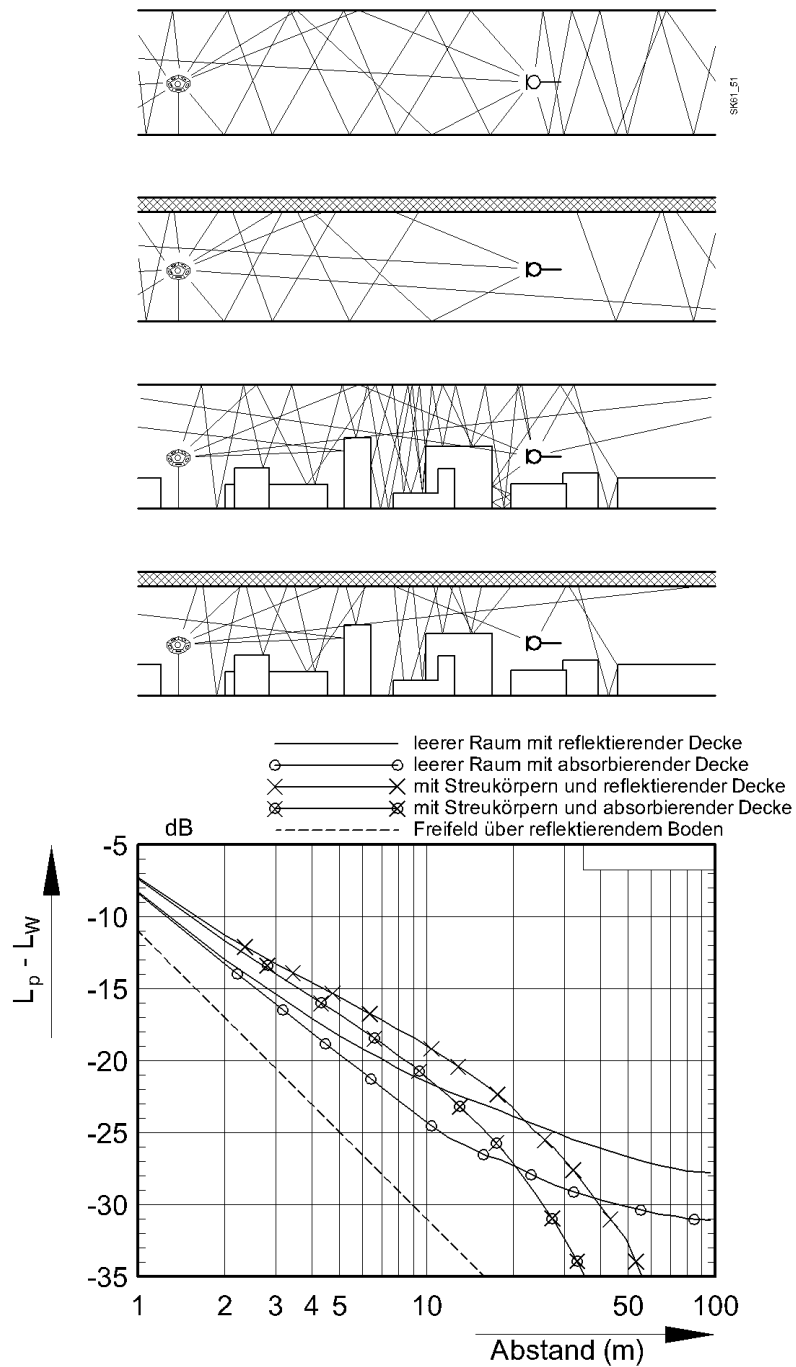 SK61_51
leerer Raum mit reflektierender Decke
leerer Raum mit absorbierender Decke
mit Streukörpern und reflektierender Decke
mit Streukörpern und absorbierender Decke
Freifeld über reflektierendem Boden
dB
-5
-10
-15
-20
-25
-30
-35
Lp - LW
1 2 3 4 5 10 50 100
Abstand (m)